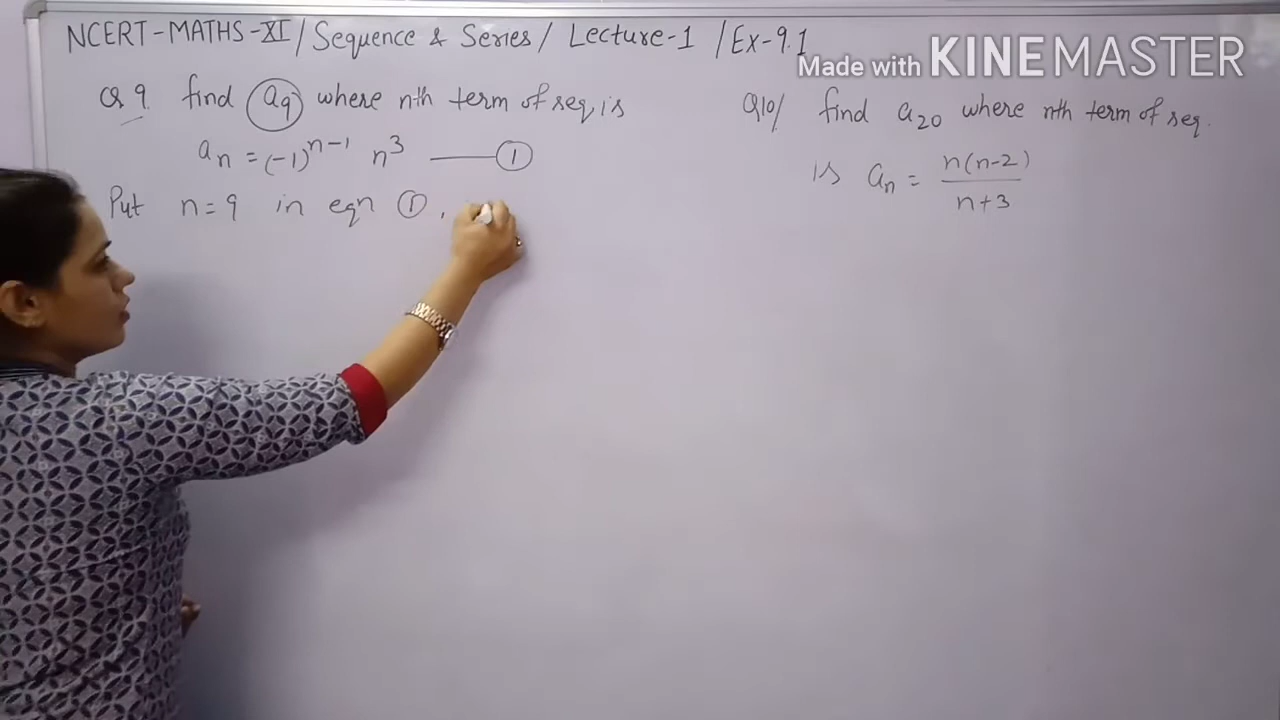 NCERT-MATHS-XI / Sequence & Series / Lecture-1 / Ex-9.1
Made with KINEMASTER
Q 9. find a9 where nth term of seq is
an = (-1)^n-1 n^3 —— ①
Put n=9 in eqn ①,
Q10/ find a20 where nth term of seq.
is an = n(n-2)
n+3